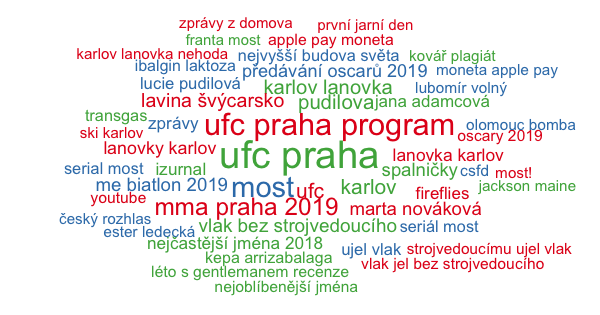 zprávy z domova první jarní den
franta most apple pay moneta
karlov lanovka nehoda nejvyšší budova světa kovář plagiát
ibalgin laktoza předávání oscarů 2019 moneta apple pay
lucie pudilová karlov lanovka lubomír volný
lavina švýcarsko pudilova jana adamcová
transgas zprávy ufc praha program olomouc bomba
ski karlov oscary 2019
lanovky karlov ufc praha lanovka karlov
serial most izurnal spalničky csfd most!
me biatlon 2019 most ufc karlov fireflies jackson maine
youtube mma praha 2019 marta nováková
český rozhlas vlak bez strojvedoucího seriál most
ester ledecká
nejčastější jména 2018 ujel vlak strojvedoucímu ujel vlak
kepa arrizabalaga vlak jel bez strojvedoucího
léto s gentlemanem recenze
nejoblíbenější jména